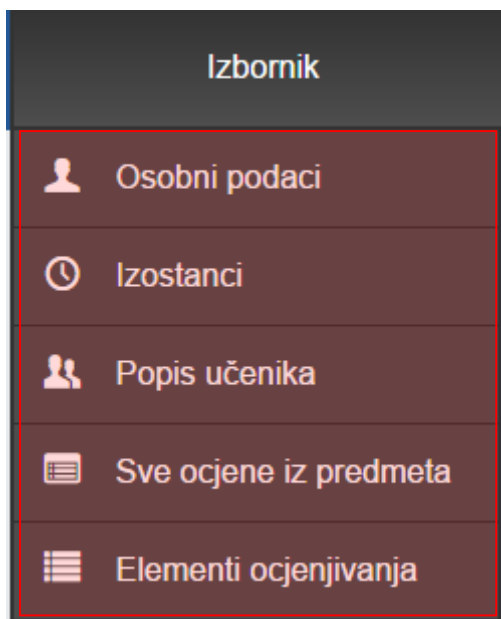 Izbornik
Osobni podaci
Izostanci
Popis učenika
Sve ocjene iz predmeta
Elementi ocjenjivanja